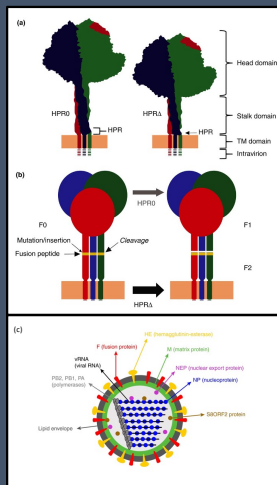 (a)
HPR0
HPRΔ
HPR
HPR
Head domain
Stalk domain
TM domain
Intravirion
(b)
F0
HPR0
F1
Mutation/insertion
Cleavage
Fusion peptide
F2
HPRΔ
(c)
HE (hemagglutinin-esterase)
F (fusion protein)
M (matrix protein)
vRNA
(viral RNA)
NEP (nuclear export protein)
PB2, PB1, PA
(polymerases)
NP (nucleoprotein)
S8ORF2 protein
Lipid envelope